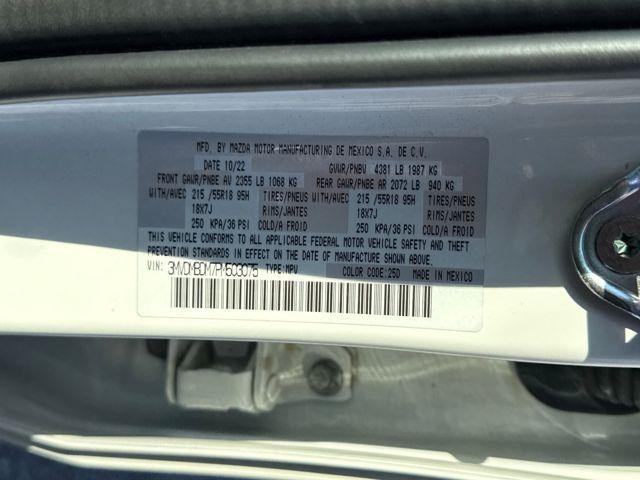 MFD. BY MAZDA MOTOR MANUFACTURING DE MEXICO S.A. DE C.V.
DATE 10/22 GVWR/PNBV 4381 LB 1987 KG
FRONT GAWR/PNBE AV 2355 LB 1068 KG REAR GAWR/PNBE AR 2072 LB 940 KG
WITH/AVEC 215 /55R18 95H TIRES/PNEUS WITH/AVEC 215 /55R18 95H TIRES/PNEUS
18X7J RIMS/JANTES 18X7J RIMS/JANTES
250 KPA/36 PSI COLD/A FROID 250 KPA/36 PSI COLD/A FROID
THIS VEHICLE CONFORMS TO ALL APPLICABLE FEDERAL MOTOR VEHICLE SAFETY AND THEFT
PREVENTION STANDARDS IN EFFECT ON THE DATE OF MANUFACTURE SHOWN ABOVE.
VIN: 3MVDMBDM7PM503075 TYPE:MPV COLOR CODE:25D MADE IN MEXICO